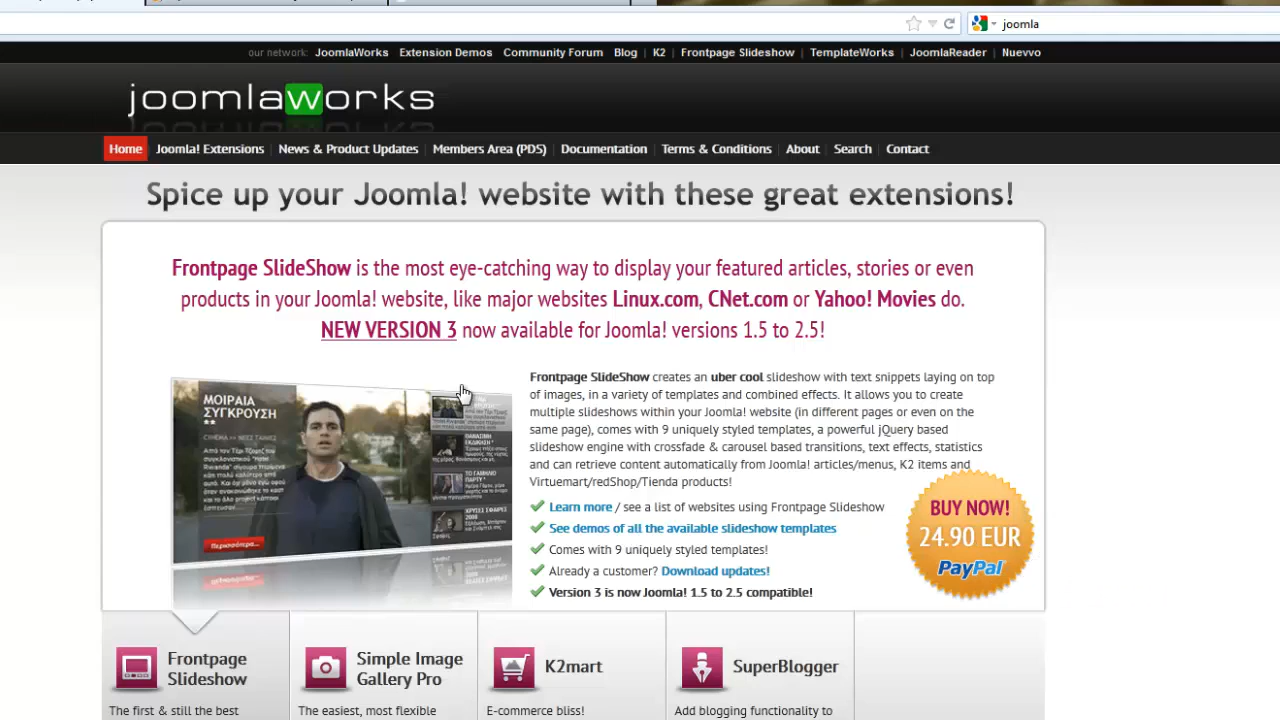 joomla
our network: JoomlaWorks Extension Demos Community Forum Blog K2 Frontpage Slideshow TemplateWorks JoomlaReader Nuevvo
joomlaworks
Home Joomla! Extensions News & Product Updates Members Area (PDS) Documentation Terms & Conditions About Search Contact
Spice up your Joomla! website with these great extensions!
Frontpage SlideShow is the most eye-catching way to display your featured articles, stories or even
products in your Joomla! website, like major websites Linux.com, CNet.com or Yahoo! Movies do.
NEW VERSION 3 now available for Joomla! versions 1.5 to 2.5!
ΜΟΙΡΑΙΑ
ΣΥΓΚΡΟΥΣΗ
**
Περισσότερα...
Frontpage SlideShow creates an uber cool slideshow with text snippets laying on top
of images, in a variety of templates and combined effects. It allows you to create
multiple slideshows within your Joomla! website (in different pages or even on the
same page), comes with 9 uniquely styled templates, a powerful jQuery based
slideshow engine with crossfade & carousel based transitions, text effects, statistics
and can retrieve content automatically from Joomla! articles/menus, K2 items and
Virtuemart/redShop/Tienda products!
Learn more / see a list of websites using Frontpage Slideshow
See demos of all the available slideshow templates
Comes with 9 uniquely styled templates!
Already a customer? Download updates!
Version 3 is now Joomla! 1.5 to 2.5 compatible!
BUY NOW!
24.90 EUR
PayPal
Frontpage
Slideshow
The first & still the best
Simple Image
Gallery Pro
The easiest, most flexible
K2mart
E-commerce bliss!
SuperBlogger
Add blogging functionality to